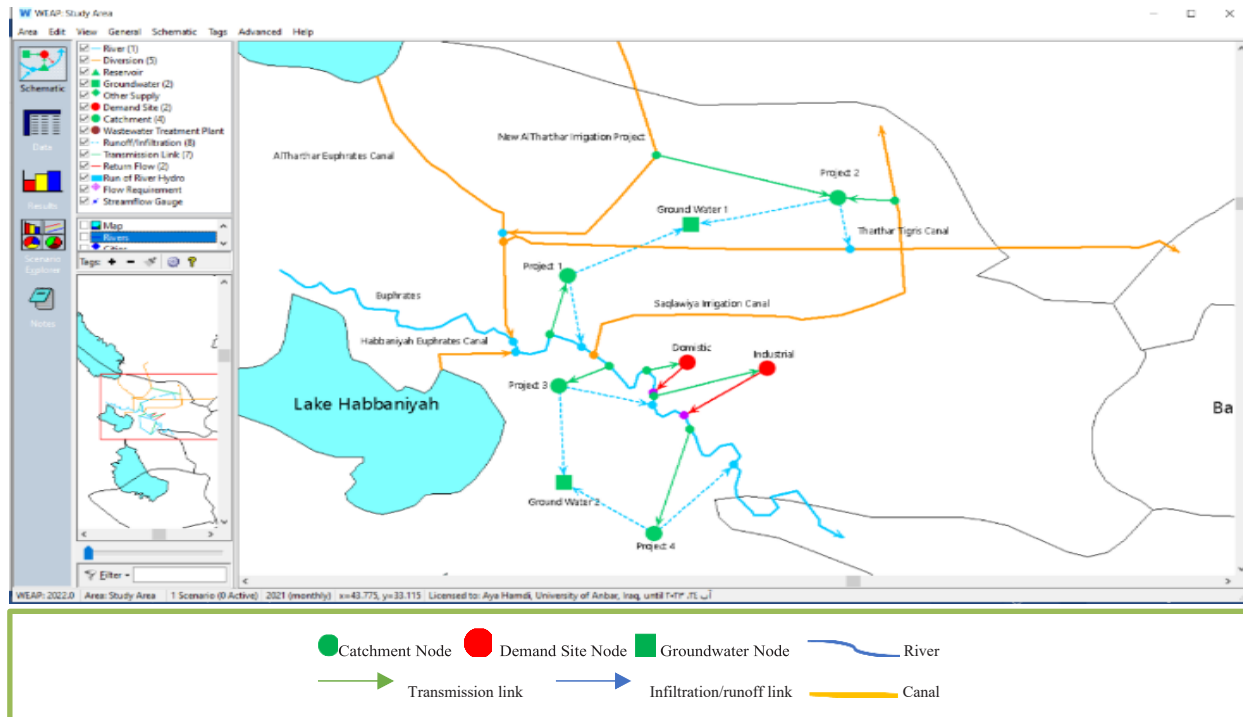 WEAP: Study Area
Area Edit View General Schematic Tags Advanced Help
Schematic
Data
Results
Scenario Explorer
Notes
River (1)
Diversion (5)
Reservoir
Groundwater (2)
Other Supply
Demand Site (2)
Catchment (4)
Wastewater Treatment Plant
Runoff/Infiltration (8)
Transmission Link (7)
Return Flow (2)
Run of River Hydro
Flow Requirement
Streamflow Gauge
Map
Rivers
Cities
Tags:
Filter
New AlTharthar Irrigation Project
AlTharthar Euphrates Canal
Project 2
Ground Water 1
Tharthar Tigris Canal
Project 1
Euphrates
Saqlawiya Irrigation Canal
Habbaniyah Euphrates Canal
Domistic
Industrial
Project 3
Lake Habbaniyah
Ba
Ground Water 2
Project 4
WEAP: 2022.0 Area: Study Area 1 Scenario (0 Active) 2021 (monthly) x=43.775, y=33.115 Licensed to: Aya Hamdi, University of Anbar, Iraq, until
Catchment Node Demand Site Node Groundwater Node River
Transmission link Infiltration/runoff link Canal